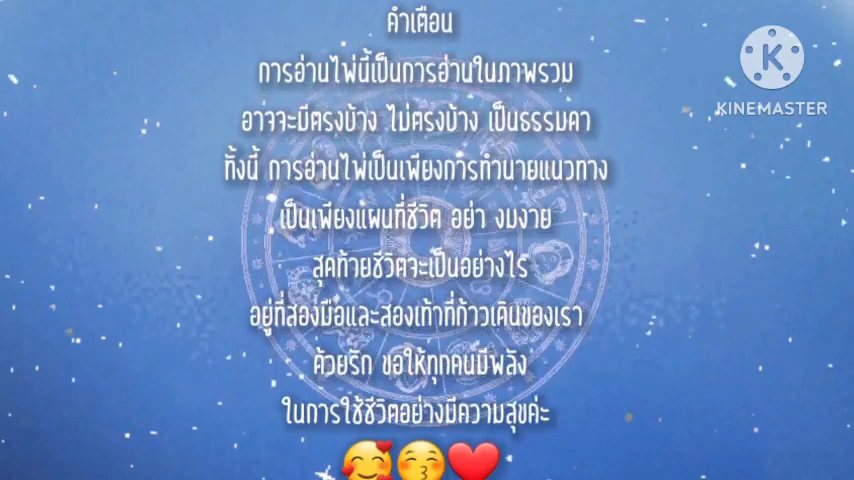 คำเตือน
การอ่านไพ่นี้เป็นการอ่านในภาพรวม
อาจจะมีตรงบ้าง ไม่ตรงบ้าง เป็นธรรมดา
ทั้งนี้ การอ่านไพ่เป็นเพียงการทำนายแนวทาง
เป็นเพียงแผนที่ชีวิต อย่า งมงาย
สุดท้ายชีวิตจะเป็นอย่างไร
อยู่ที่สองมือและสองเท้าที่ก้าวเดินของเรา
ด้วยรัก ขอให้ทุกคนมีพลัง
ในการใช้ชีวิตอย่างมีความสุขค่ะ
🥰😚❤️
K
KINEMASTER